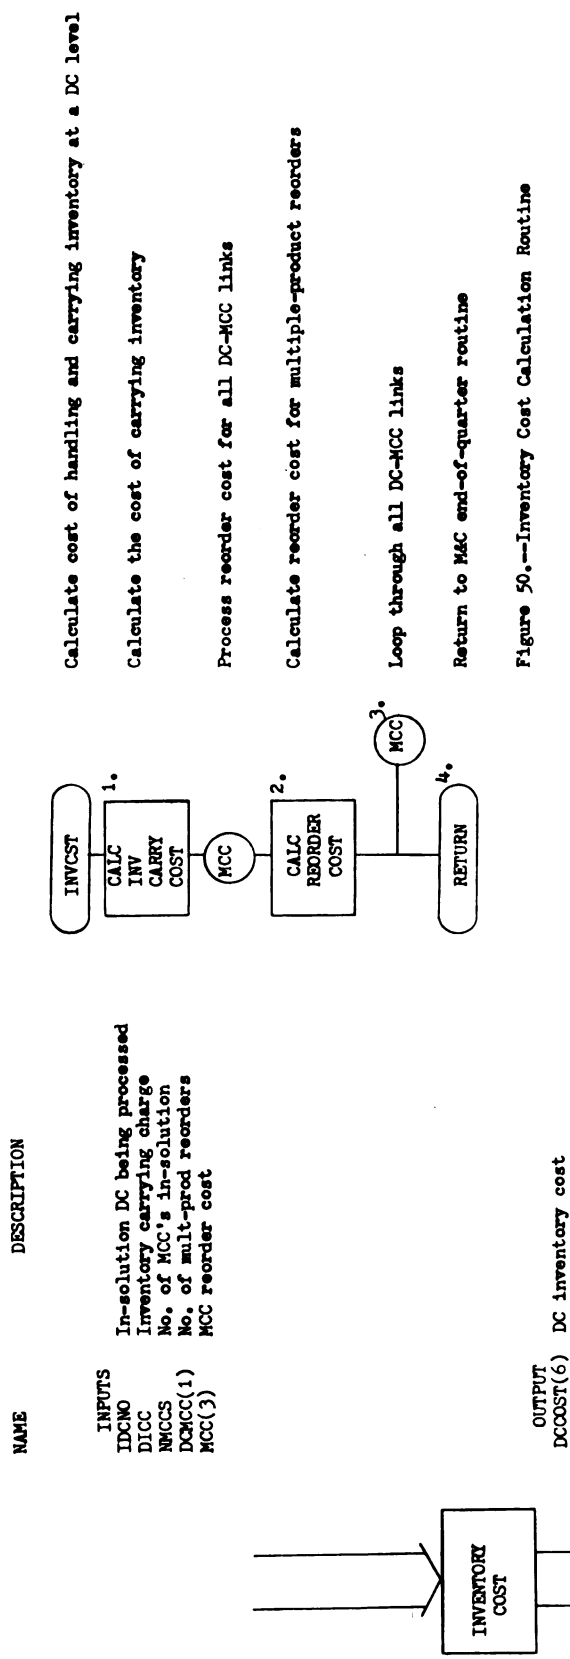 NAME DESCRIPTION
INPUTS
IDCNO In-solution DC being processed
DICC Inventory carrying charge
NMCCS No. of MCC's in-solution
DCMCC(1) No. of mult-prod reorders
MCC(3) MCC reorder cost
INVENTORY
COST
OUTPUT
DCCOST(6) DC inventory cost
INVCST
Calculate cost of handling and carrying inventory at a DC level
1.
CALC
INV
CARRY
COST
Calculate the cost of carrying inventory
MCC
Process reorder cost for all DC-MCC links
2.
CALC
REORDER
COST
Calculate reorder cost for multiple-product reorders
3.
MCC
Loop through all DC-MCC links
4.
RETURN
Return to M&C end-of-quarter routine
Figure 50.--Inventory Cost Calculation Routine